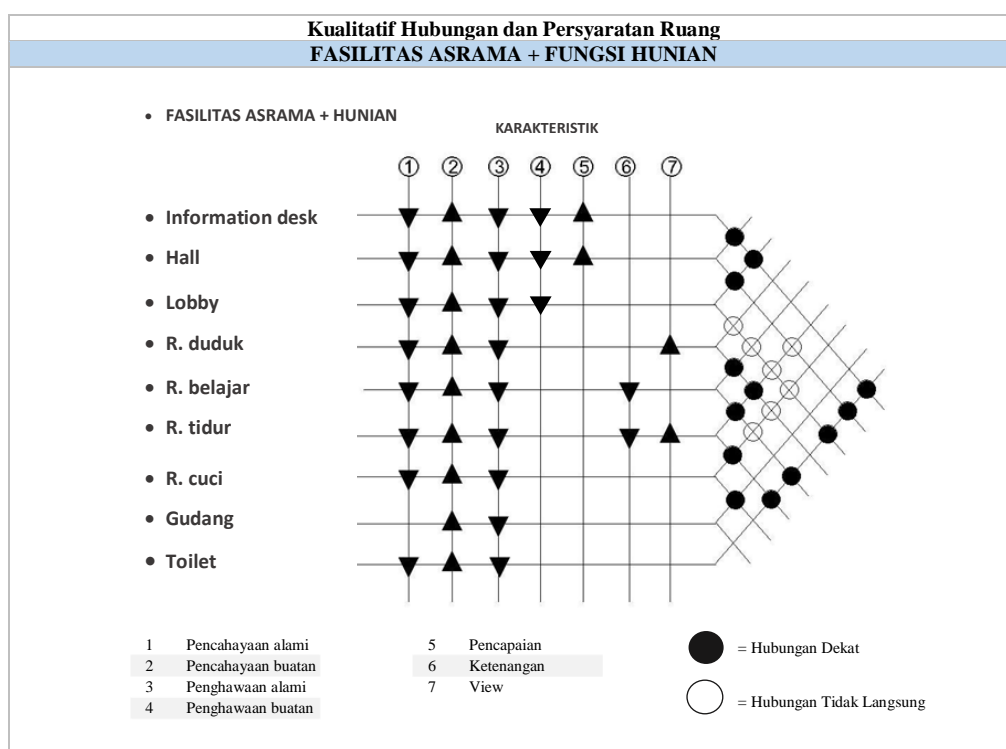 Kualitatif Hubungan dan Persyaratan Ruang
FASILITAS ASRAMA + FUNGSI HUNIAN
• FASILITAS ASRAMA + HUNIAN
KARAKTERISTIK
1 2 3 4 5 6 7
• Information desk
• Hall
• Lobby
• R. duduk
• R. belajar
• R. tidur
• R. cuci
• Gudang
• Toilet
1 Pencahayaan alami
2 Pencahayaan buatan
3 Penghawaan alami
4 Penghawaan buatan
5 Pencapaian
6 Ketenangan
7 View
= Hubungan Dekat
= Hubungan Tidak Langsung